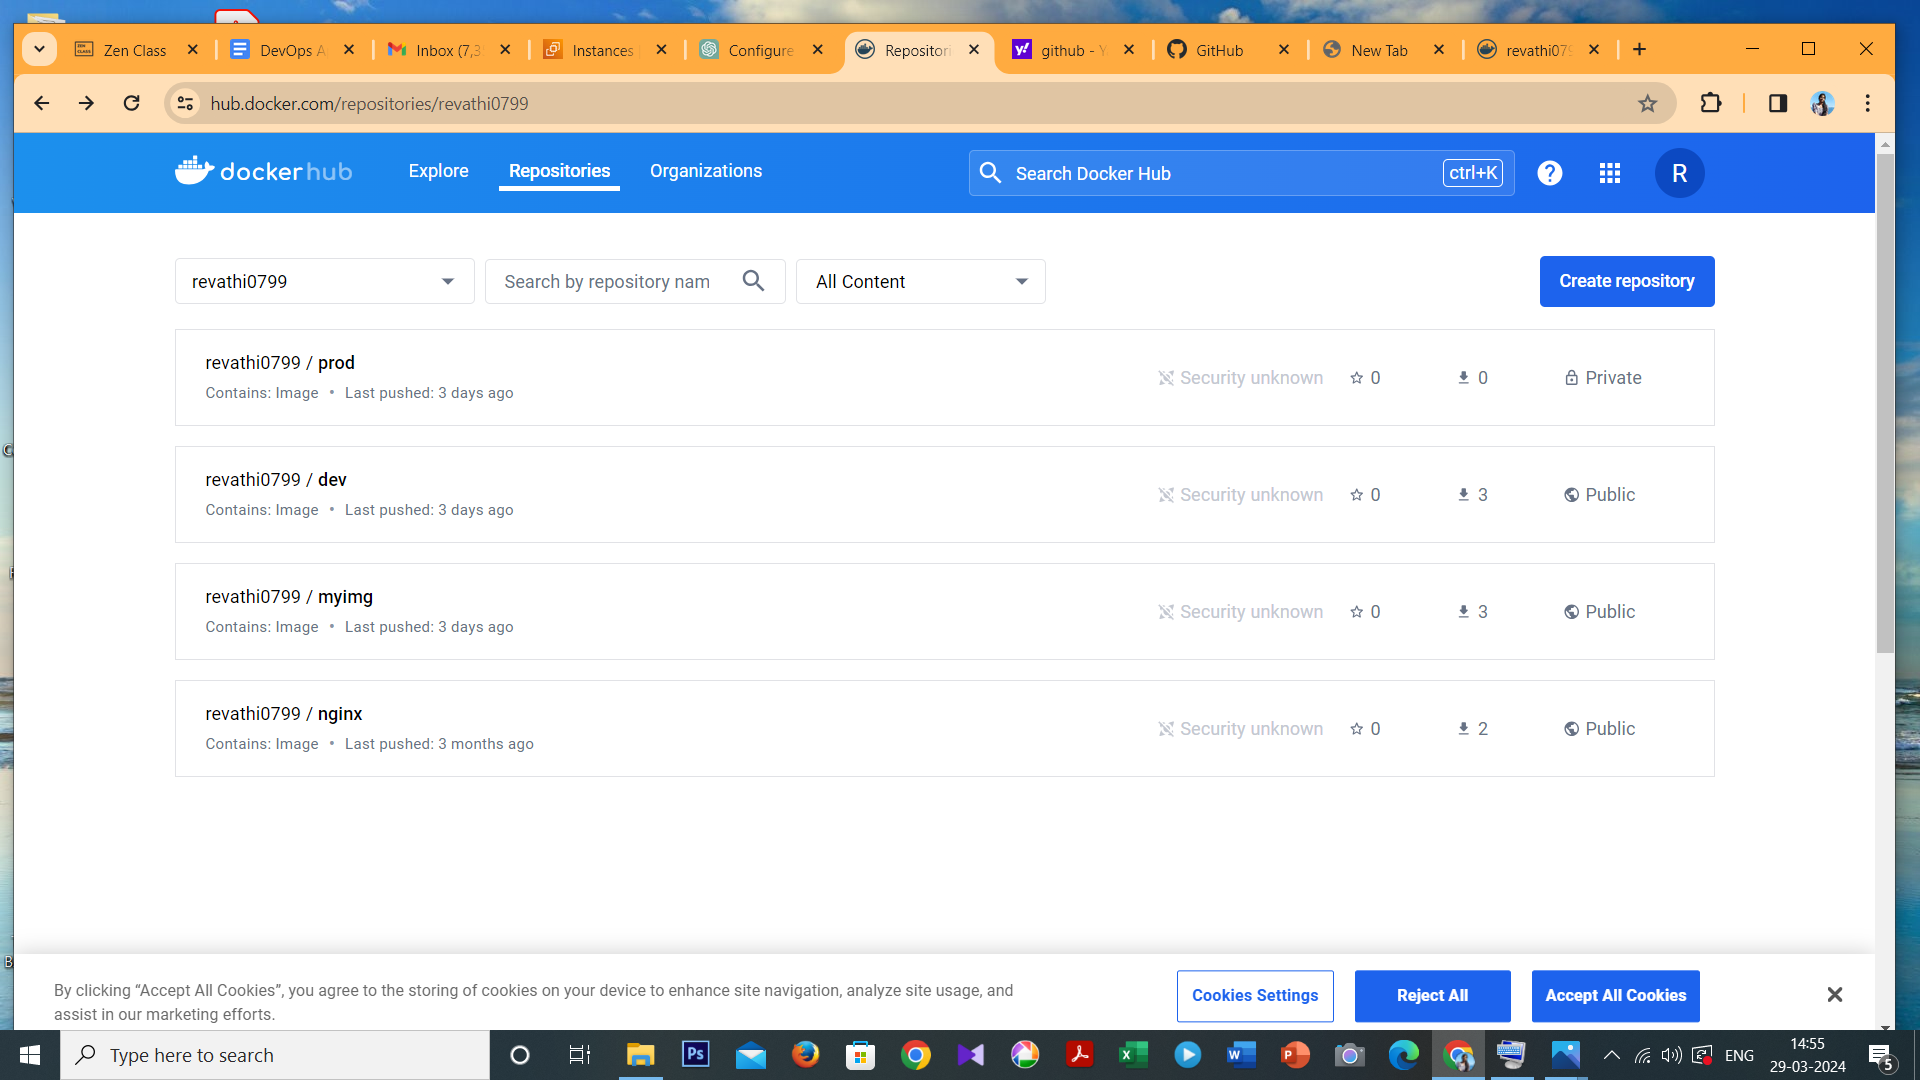 Zen Class
DevOps A
Inbox (7,3
Instances
Configure
Repositori
github - Y
GitHub
New Tab
revathi079
hub.docker.com/repositories/revathi0799
dockerhub
Explore
Repositories
Organizations
Search Docker Hub
ctrl+K
?
R
revathi0799
Search by repository nam
All Content
Create repository
revathi0799 / prod
Contains: Image • Last pushed: 3 days ago
Security unknown
0
0
Private
revathi0799 / dev
Contains: Image • Last pushed: 3 days ago
Security unknown
0
3
Public
revathi0799 / myimg
Contains: Image • Last pushed: 3 days ago
Security unknown
0
3
Public
revathi0799 / nginx
Contains: Image • Last pushed: 3 months ago
Security unknown
0
2
Public
By clicking “Accept All Cookies”, you agree to the storing of cookies on your device to enhance site navigation, analyze site usage, and
assist in our marketing efforts.
Cookies Settings
Reject All
Accept All Cookies
Type here to search
Ps
ENG
14:55
29-03-2024
5